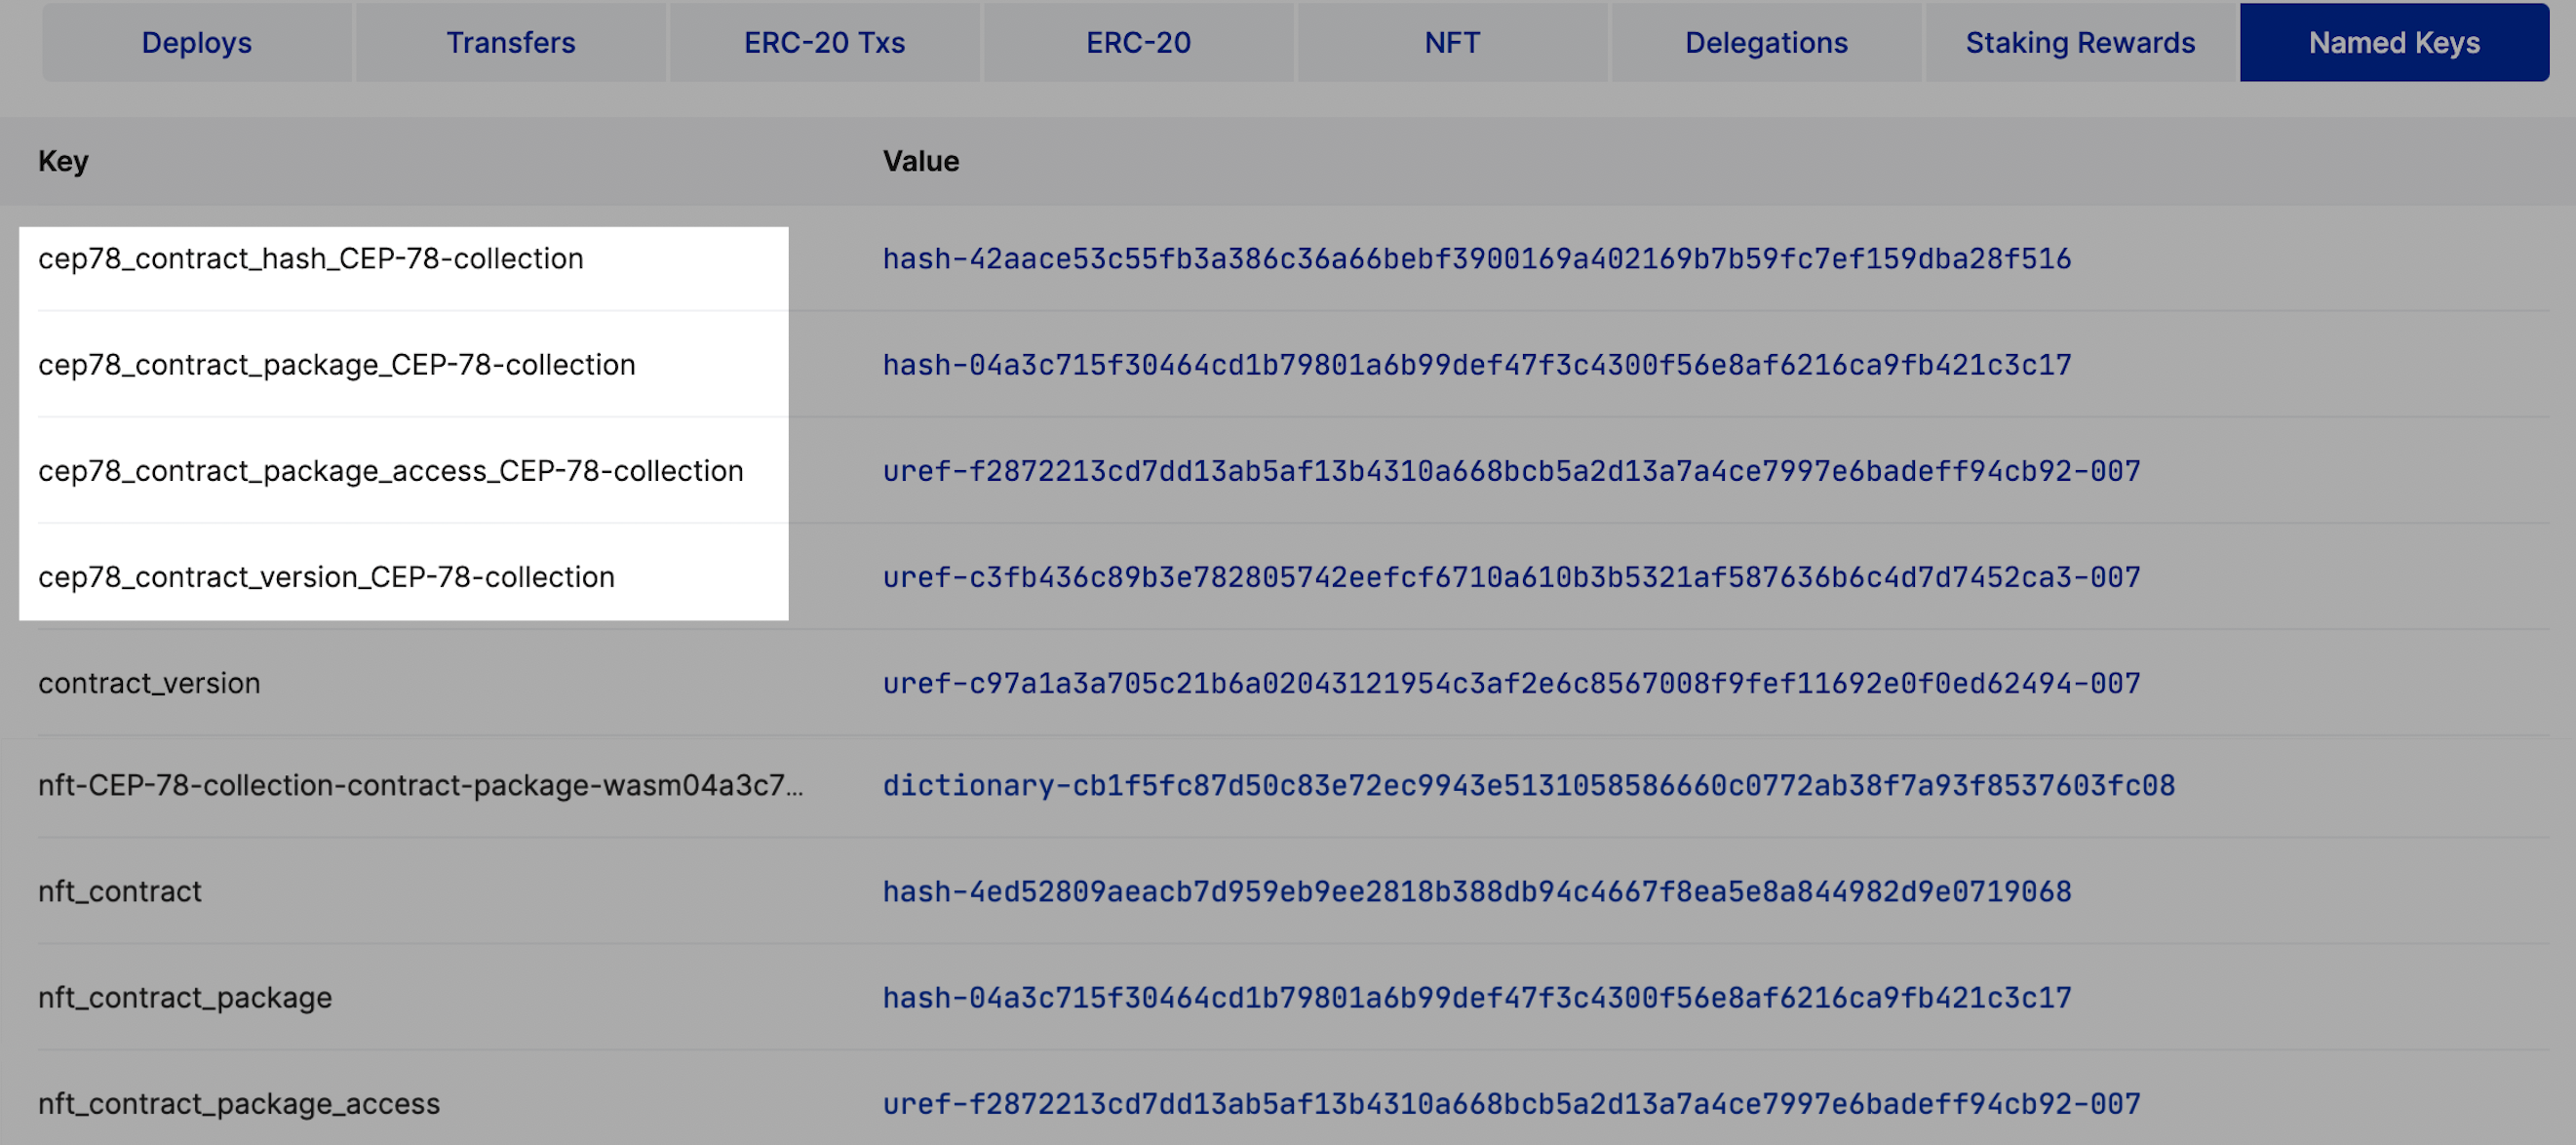 Deploys Transfers ERC-20 Txs ERC-20 NFT Delegations Staking Rewards Named Keys
Key Value
cep78_contract_hash_CEP-78-collection hash-42aace53c55fb3a386c36a66bebf3900169a402169b7b59fc7ef159dba28f516
cep78_contract_package_CEP-78-collection hash-04a3c715f30464cd1b79801a6b99def47f3c4300f56e8af6216ca9fb421c3c17
cep78_contract_package_access_CEP-78-collection uref-f2872213cd7dd13ab5af13b4310a668bcb5a2d13a7a4ce7997e6badeff94cb92-007
cep78_contract_version_CEP-78-collection uref-c3fb436c89b3e782805742eefcf6710a610b3b5321af587636b6c4d7d7452ca3-007
contract_version uref-c97a1a3a705c21b6a02043121954c3af2e6c8567008f9fef11692e0f0ed62494-007
nft-CEP-78-collection-contract-package-wasm04a3c7... dictionary-cb1f5fc87d50c83e72ec9943e5131058586660c0772ab38f7a93f8537603fc08
nft_contract hash-4ed52809aeacb7d959eb9ee2818b388db94c4667f8ea5e8a844982d9e0719068
nft_contract_package hash-04a3c715f30464cd1b79801a6b99def47f3c4300f56e8af6216ca9fb421c3c17
nft_contract_package_access uref-f2872213cd7dd13ab5af13b4310a668bcb5a2d13a7a4ce7997e6badeff94cb92-007